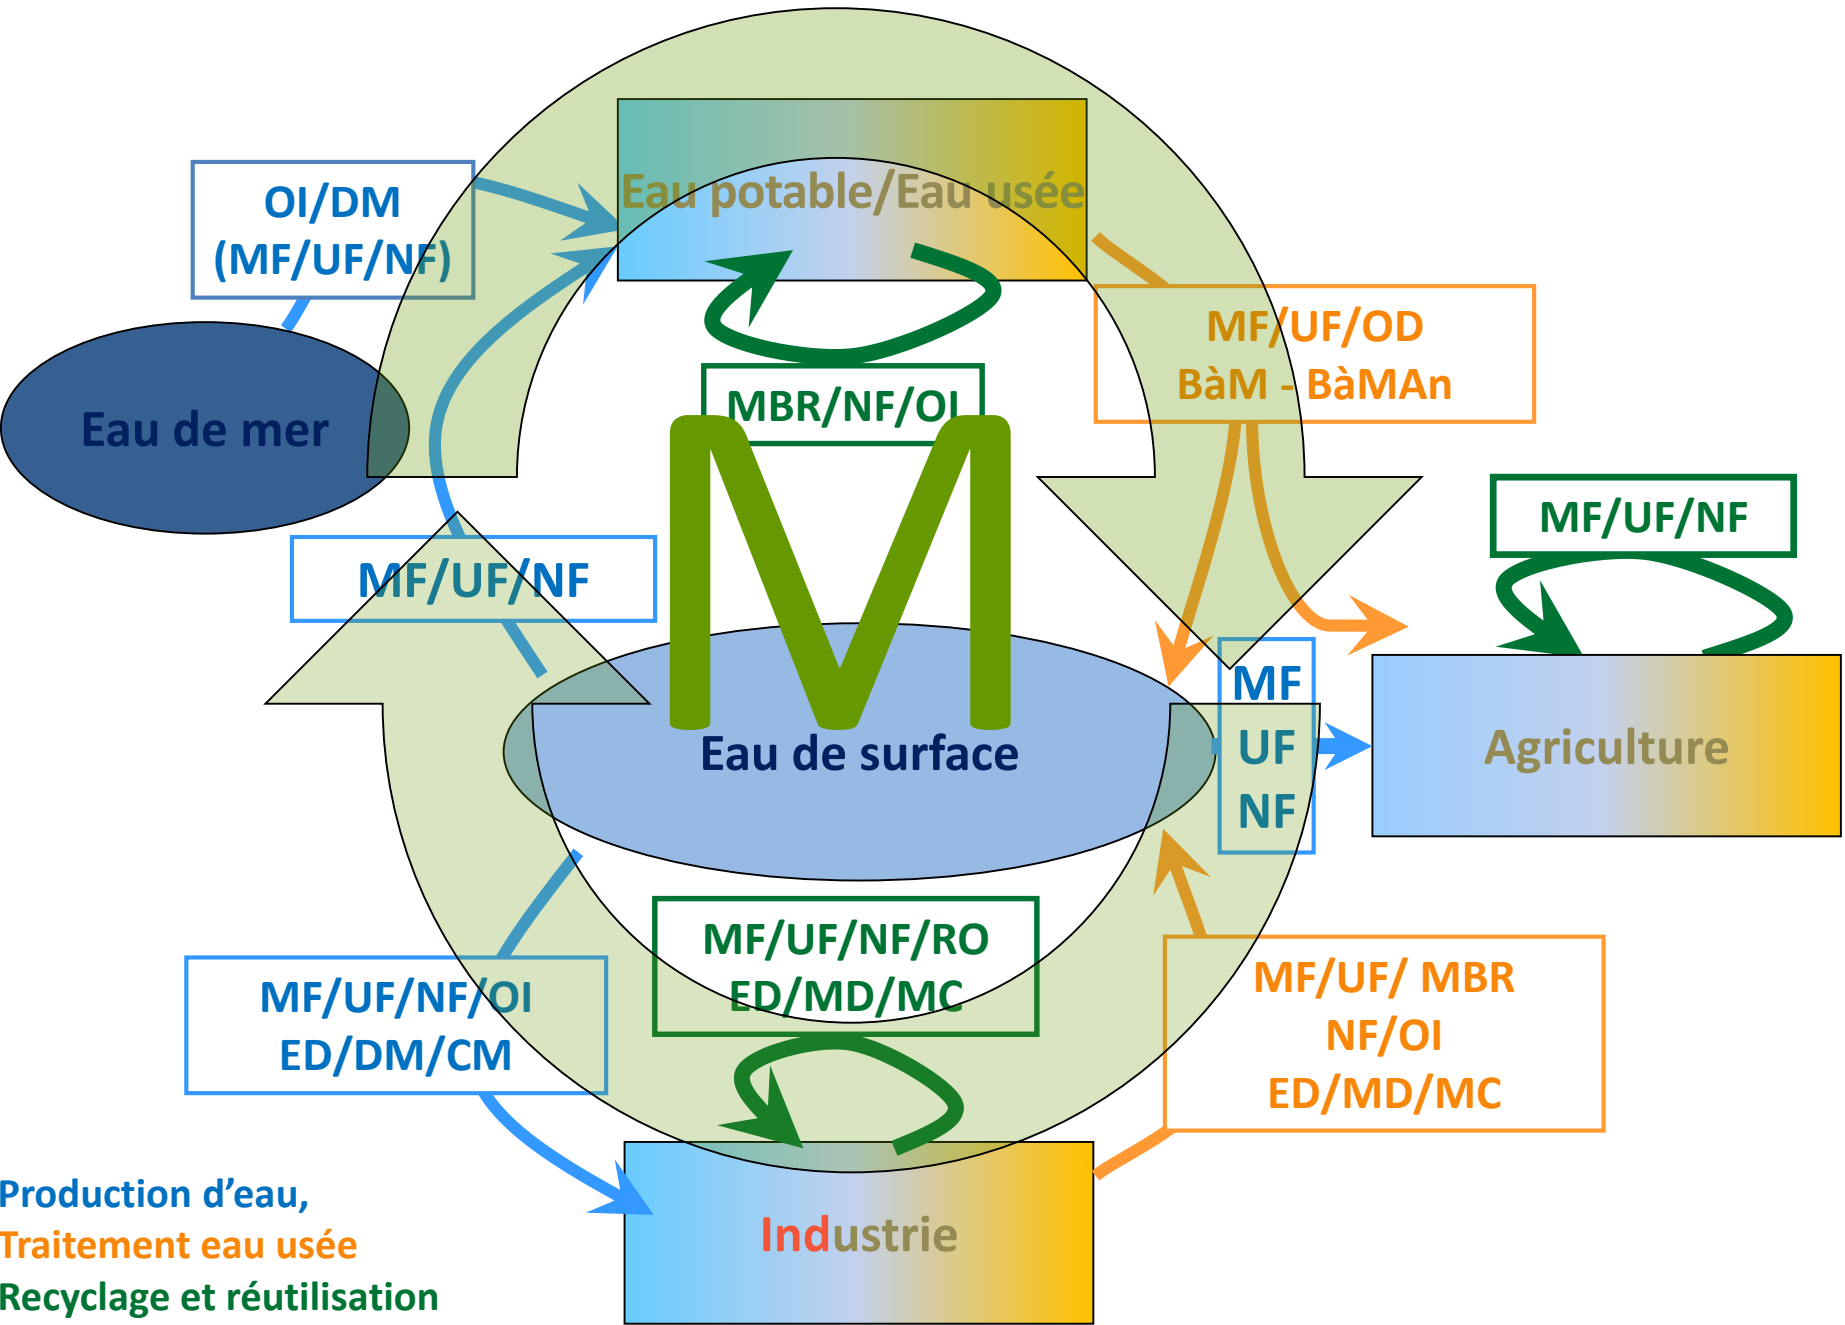 Eau potable/Eau usée
OI/DM
(MF/UF/NF)
MF/UF/OD
BàM - BàMAn
MBR/NF/OI
Eau de mer
M
MF/UF/NF
MF/UF/NF
MF
UF
NF
Eau de surface
Agriculture
MF/UF/NF/RO
ED/MD/MC
MF/UF/NF/OI
ED/DM/CM
MF/UF/ MBR
NF/OI
ED/MD/MC
Industrie
Production d’eau,
Traitement eau usée
Recyclage et réutilisation